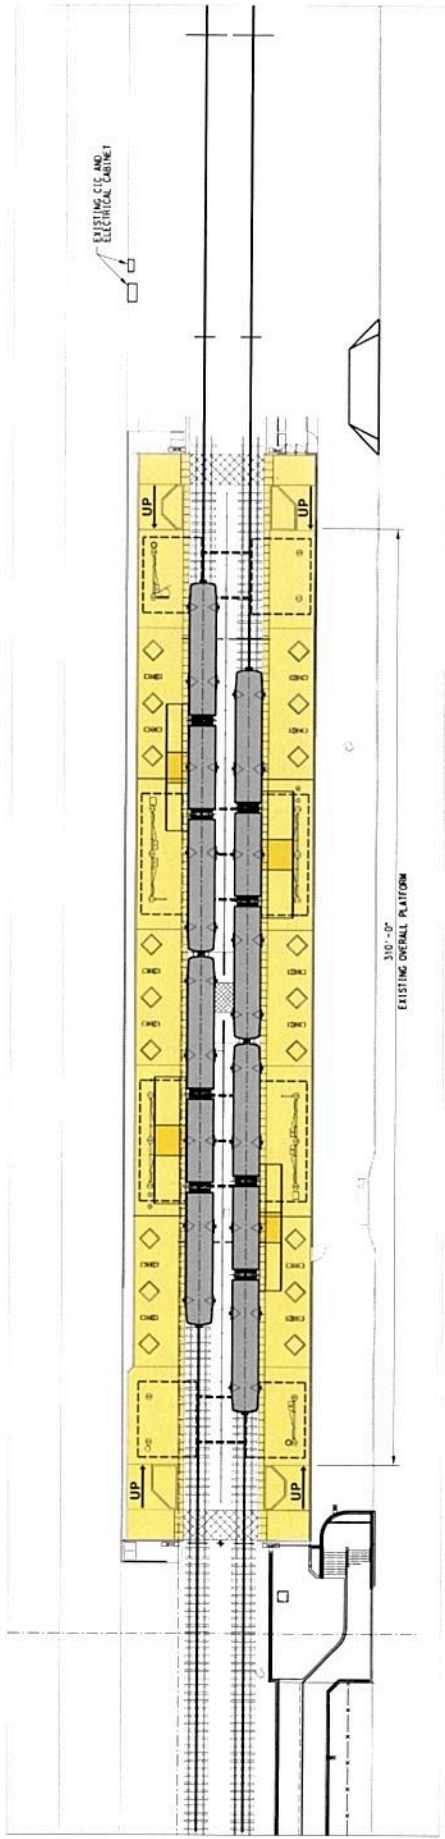 EXISTING CIC AND
ELECTRICAL CABINET
UP
UP
310'-0"
EXISTING OVERALL PLATFORM
UP
UP